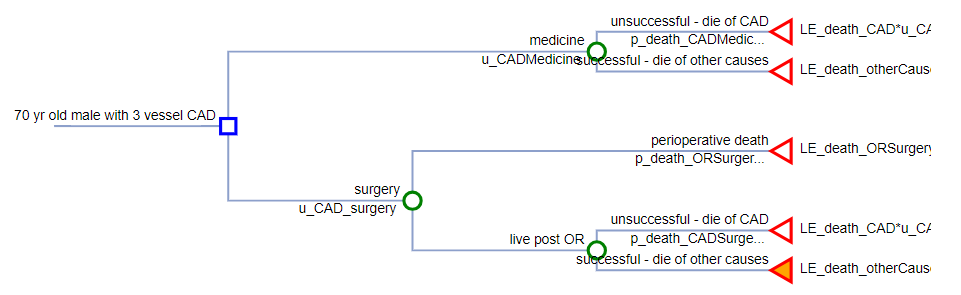 unsuccessful - die of CAD
p_death_CADMedic...
LE_death_CAD*u_CA
medicine
u_CADMedicine
successful - die of other causes
LE_death_otherCaus
70 yr old male with 3 vessel CAD
perioperative death
p_death_ORSurger...
LE_death_ORSurgery
surgery
u_CAD_surgery
unsuccessful - die of CAD
p_death_CADSurge...
LE_death_CAD*u_CA
live post OR
successful - die of other causes
LE_death_otherCaus